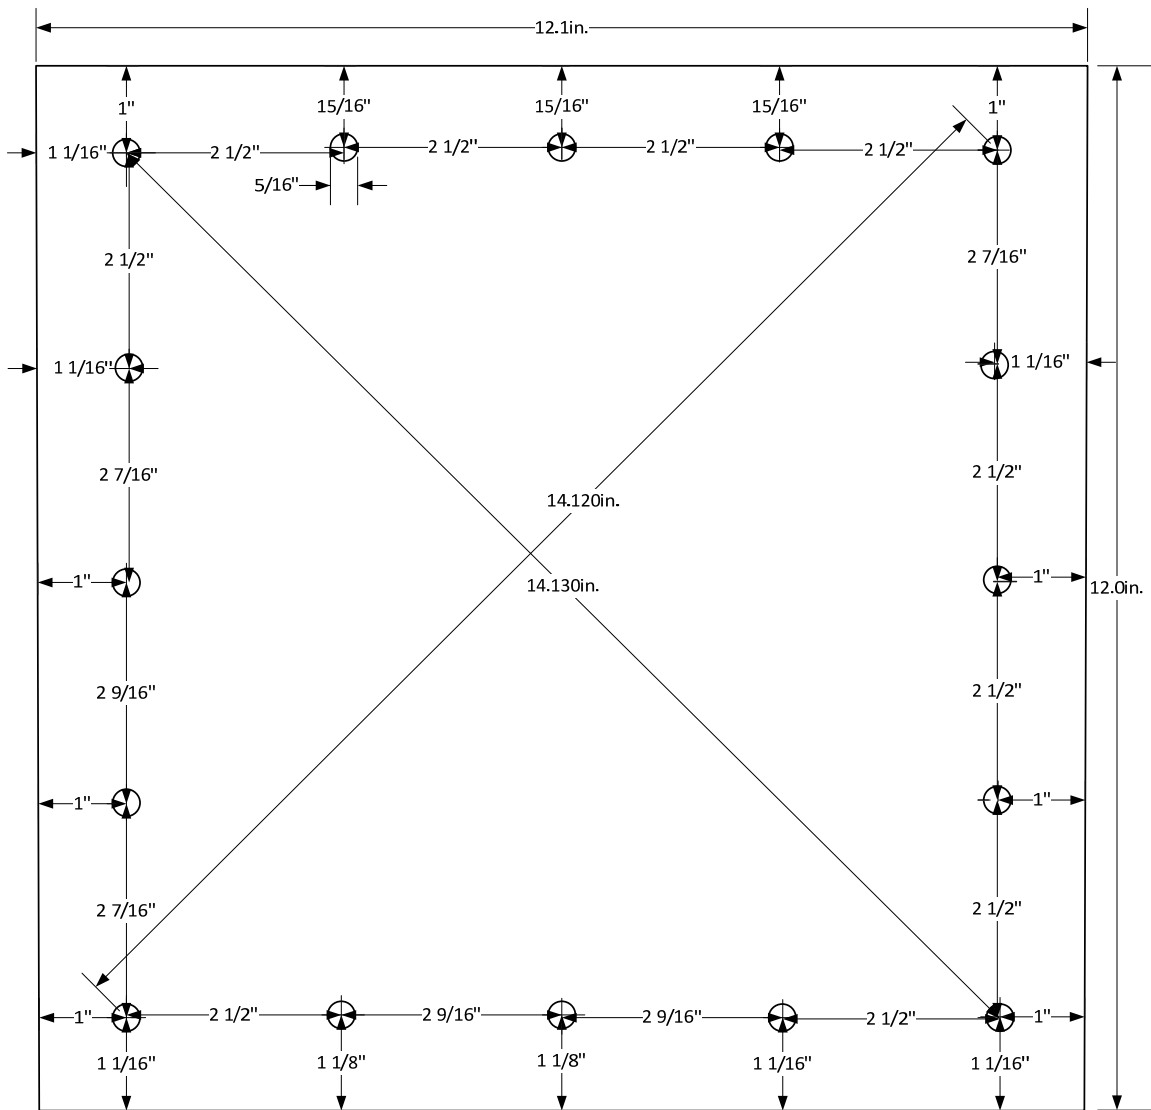 12.1in.
1" 15/16" 15/16" 15/16" 1"
1 1/16" 2 1/2" 2 1/2" 2 1/2" 2 1/2"
5/16"
2 1/2" 2 7/16"
1 1/16" 1 1/16"
2 7/16" 2 1/2"
14.120in.
1" 14.130in. 1" 12.0in.
2 9/16" 2 1/2"
1" 1"
2 7/16" 2 1/2"
1" 2 1/2" 2 9/16" 2 9/16" 2 1/2" 1"
1 1/16" 1 1/8" 1 1/8" 1 1/16" 1 1/16"